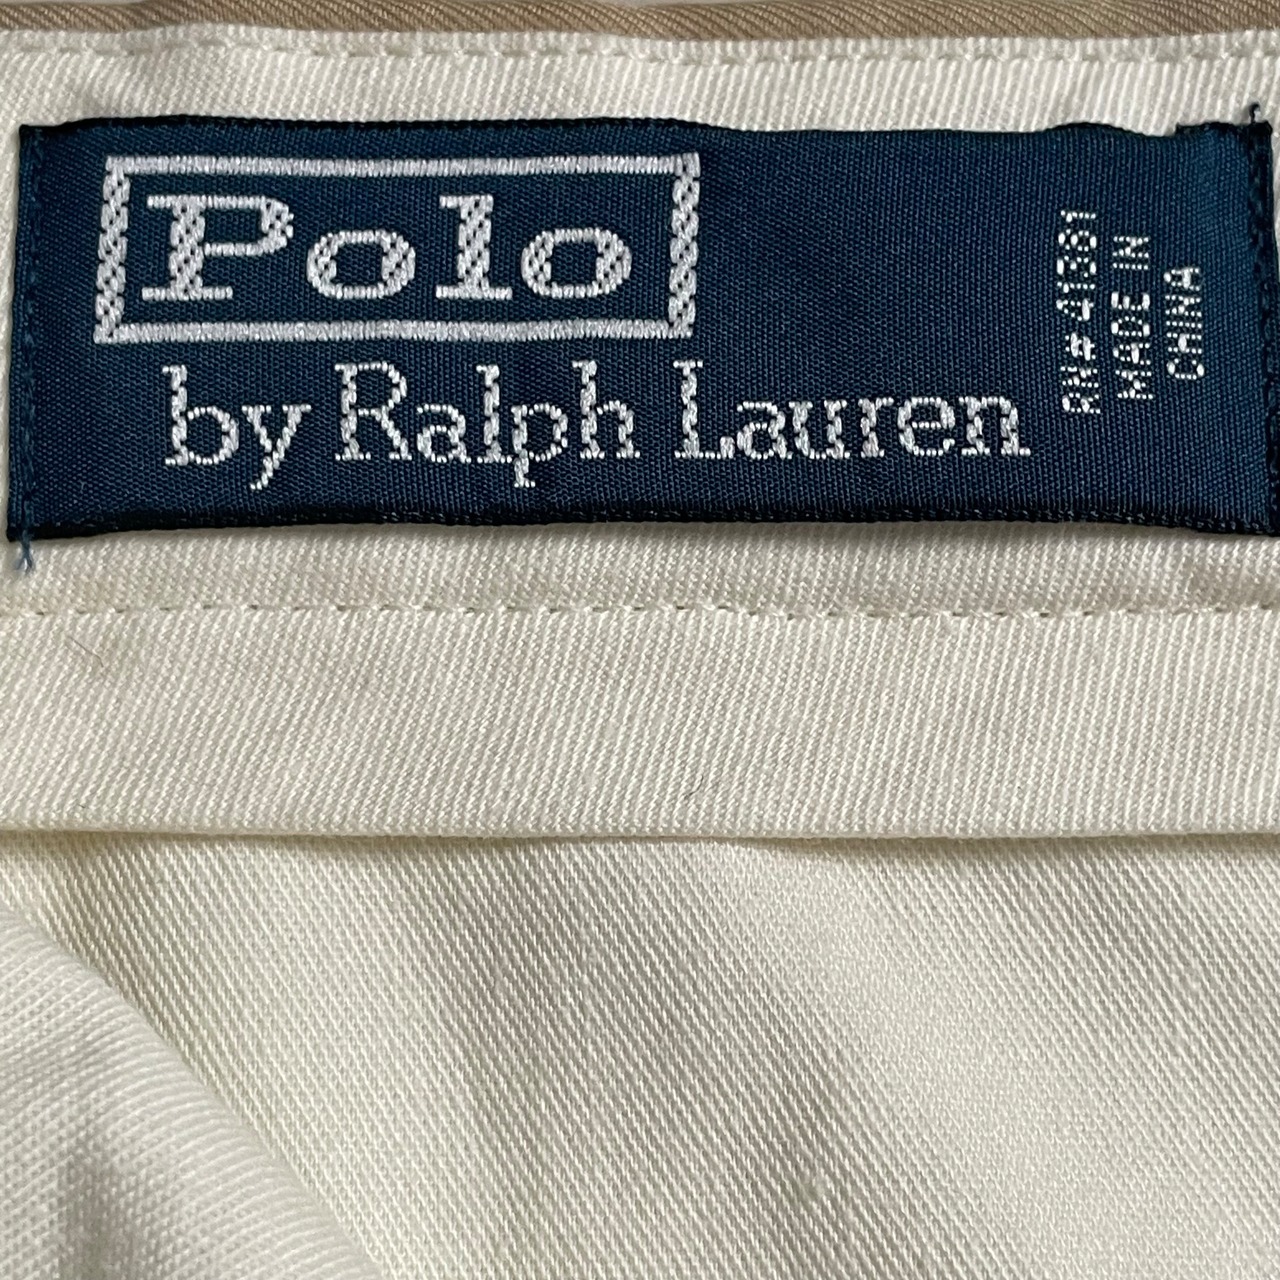 Polo
by Ralph Lauren
RN# 41381
MADE IN
CHINA